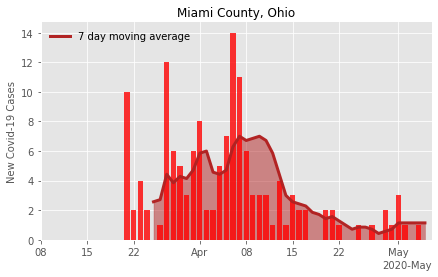 Miami County, Ohio
7 day moving average
New Covid-19 Cases
14
12
10
8
6
4
2
0
08 15 22 Apr 08 15 22 May
2020-May